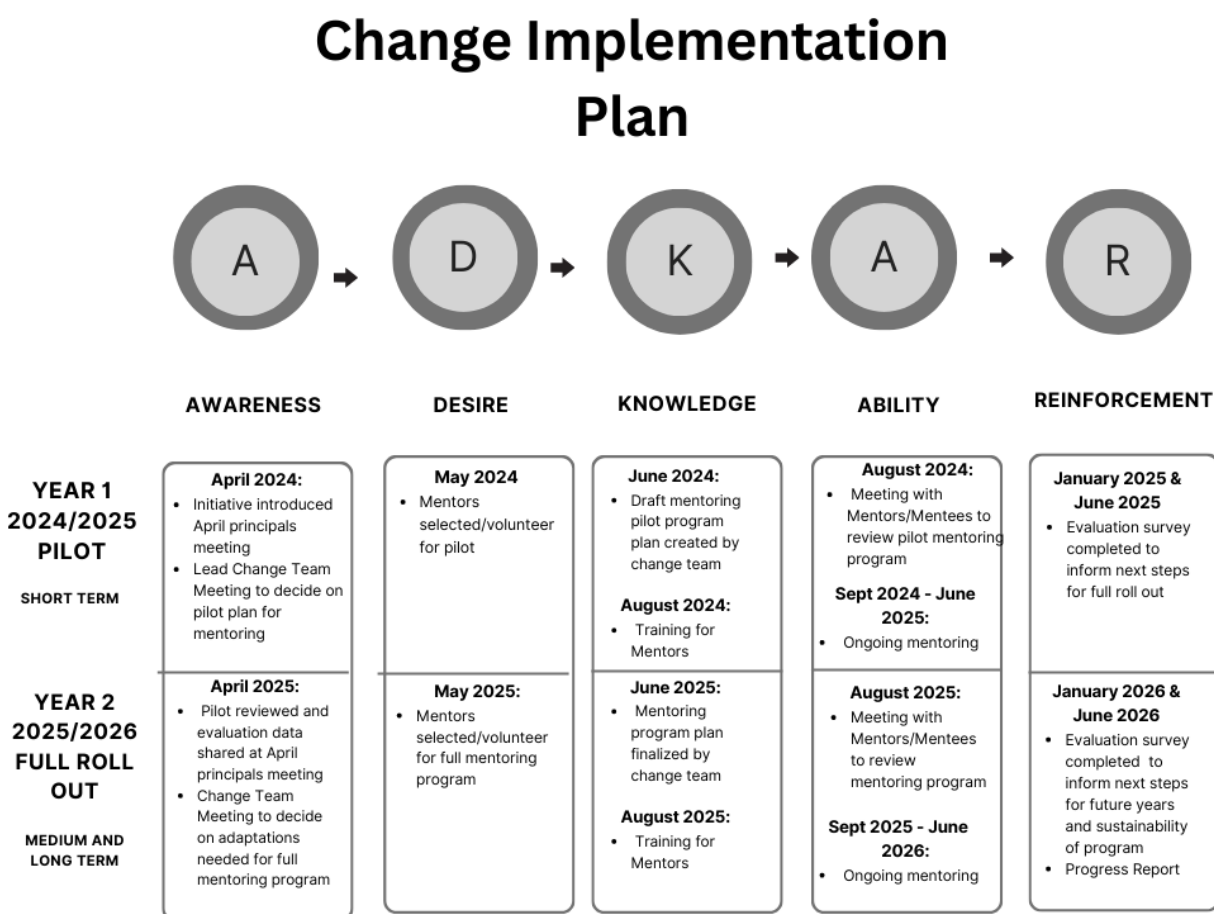 Change Implementation
Plan
A
D
K
A
R
AWARENESS
DESIRE
KNOWLEDGE
ABILITY
REINFORCEMENT
YEAR 1
2024/2025
PILOT
SHORT TERM
April 2024:
• Initiative introduced
April principals
meeting
• Lead Change Team
Meeting to decide on
pilot plan for
mentoring
May 2024
• Mentors
selected/volunteer
for pilot
June 2024:
• Draft mentoring
pilot program
plan created by
change team
August 2024:
• Training for
Mentors
August 2024:
• Meeting with
Mentors/Mentees to
review pilot mentoring
program
Sept 2024 - June
2025:
• Ongoing mentoring
January 2025 &
June 2025
• Evaluation survey
completed to
inform next steps
for full roll out
YEAR 2
2025/2026
FULL ROLL
OUT
MEDIUM AND
LONG TERM
April 2025:
• Pilot reviewed and
evaluation data
shared at April
principals meeting
• Change Team
Meeting to decide
on adaptations
needed for full
mentoring program
May 2025:
• Mentors
selected/volunteer
for full mentoring
program
June 2025:
• Mentoring
program plan
finalized by
change team
August 2025:
• Training for
Mentors
August 2025:
• Meeting with
Mentors/Mentees
to review
mentoring program
Sept 2025 - June
2026:
• Ongoing mentoring
January 2026 &
June 2026
• Evaluation survey
completed to
inform next steps
for future years
and sustainability
of program
• Progress Report